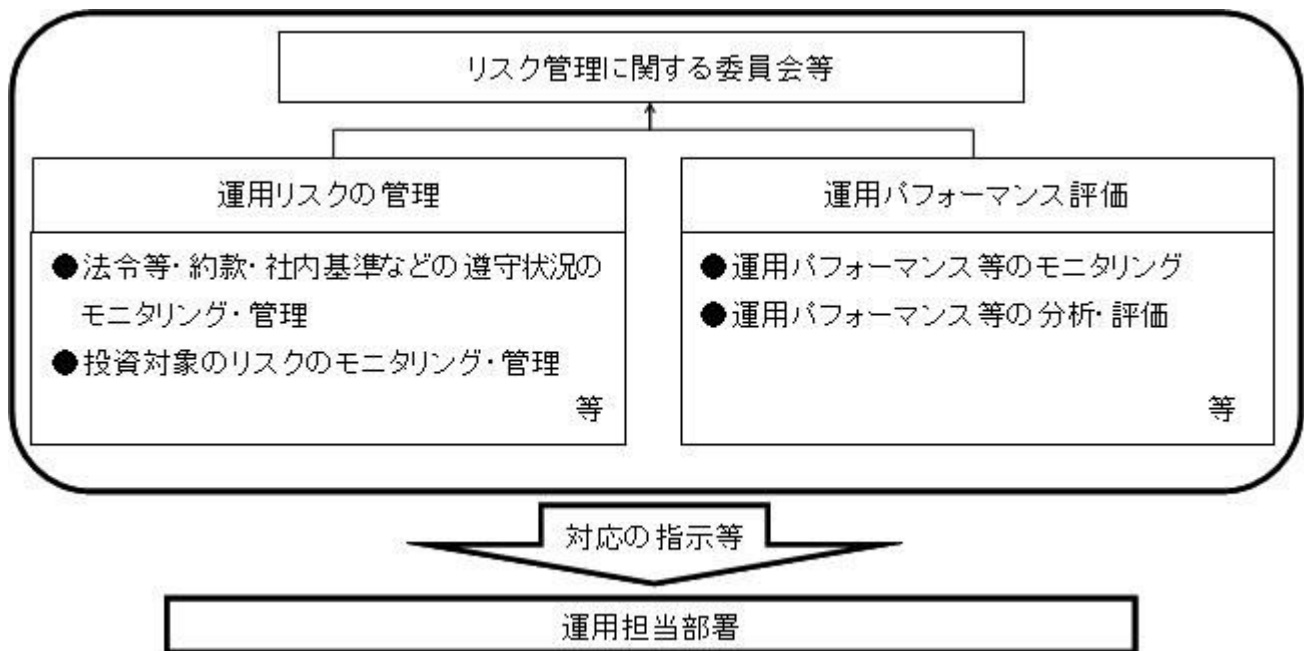 リスク管理に関する委員会等
運用リスクの管理
●法令等・約款・社内基準などの遵守状況の
モニタリング・管理
●投資対象のリスクのモニタリング・管理
等
運用パフォーマンス評価
●運用パフォーマンス等のモニタリング
●運用パフォーマンス等の分析・評価
等
対応の指示等
運用担当部署